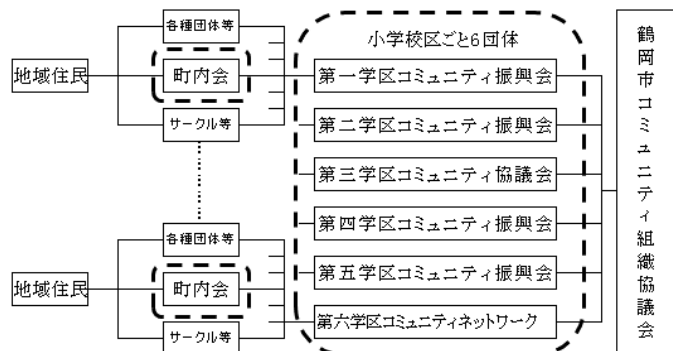 各種団体等
地域住民
町内会
サークル等
各種団体等
地域住民
町内会
サークル等
小学校区ごと6団体
第一学区コミュニティ振興会
第二学区コミュニティ振興会
第三学区コミュニティ協議会
第四学区コミュニティ振興会
第五学区コミュニティ振興会
第六学区コミュニティネットワーク
鶴岡市コミュニティ組織協議会